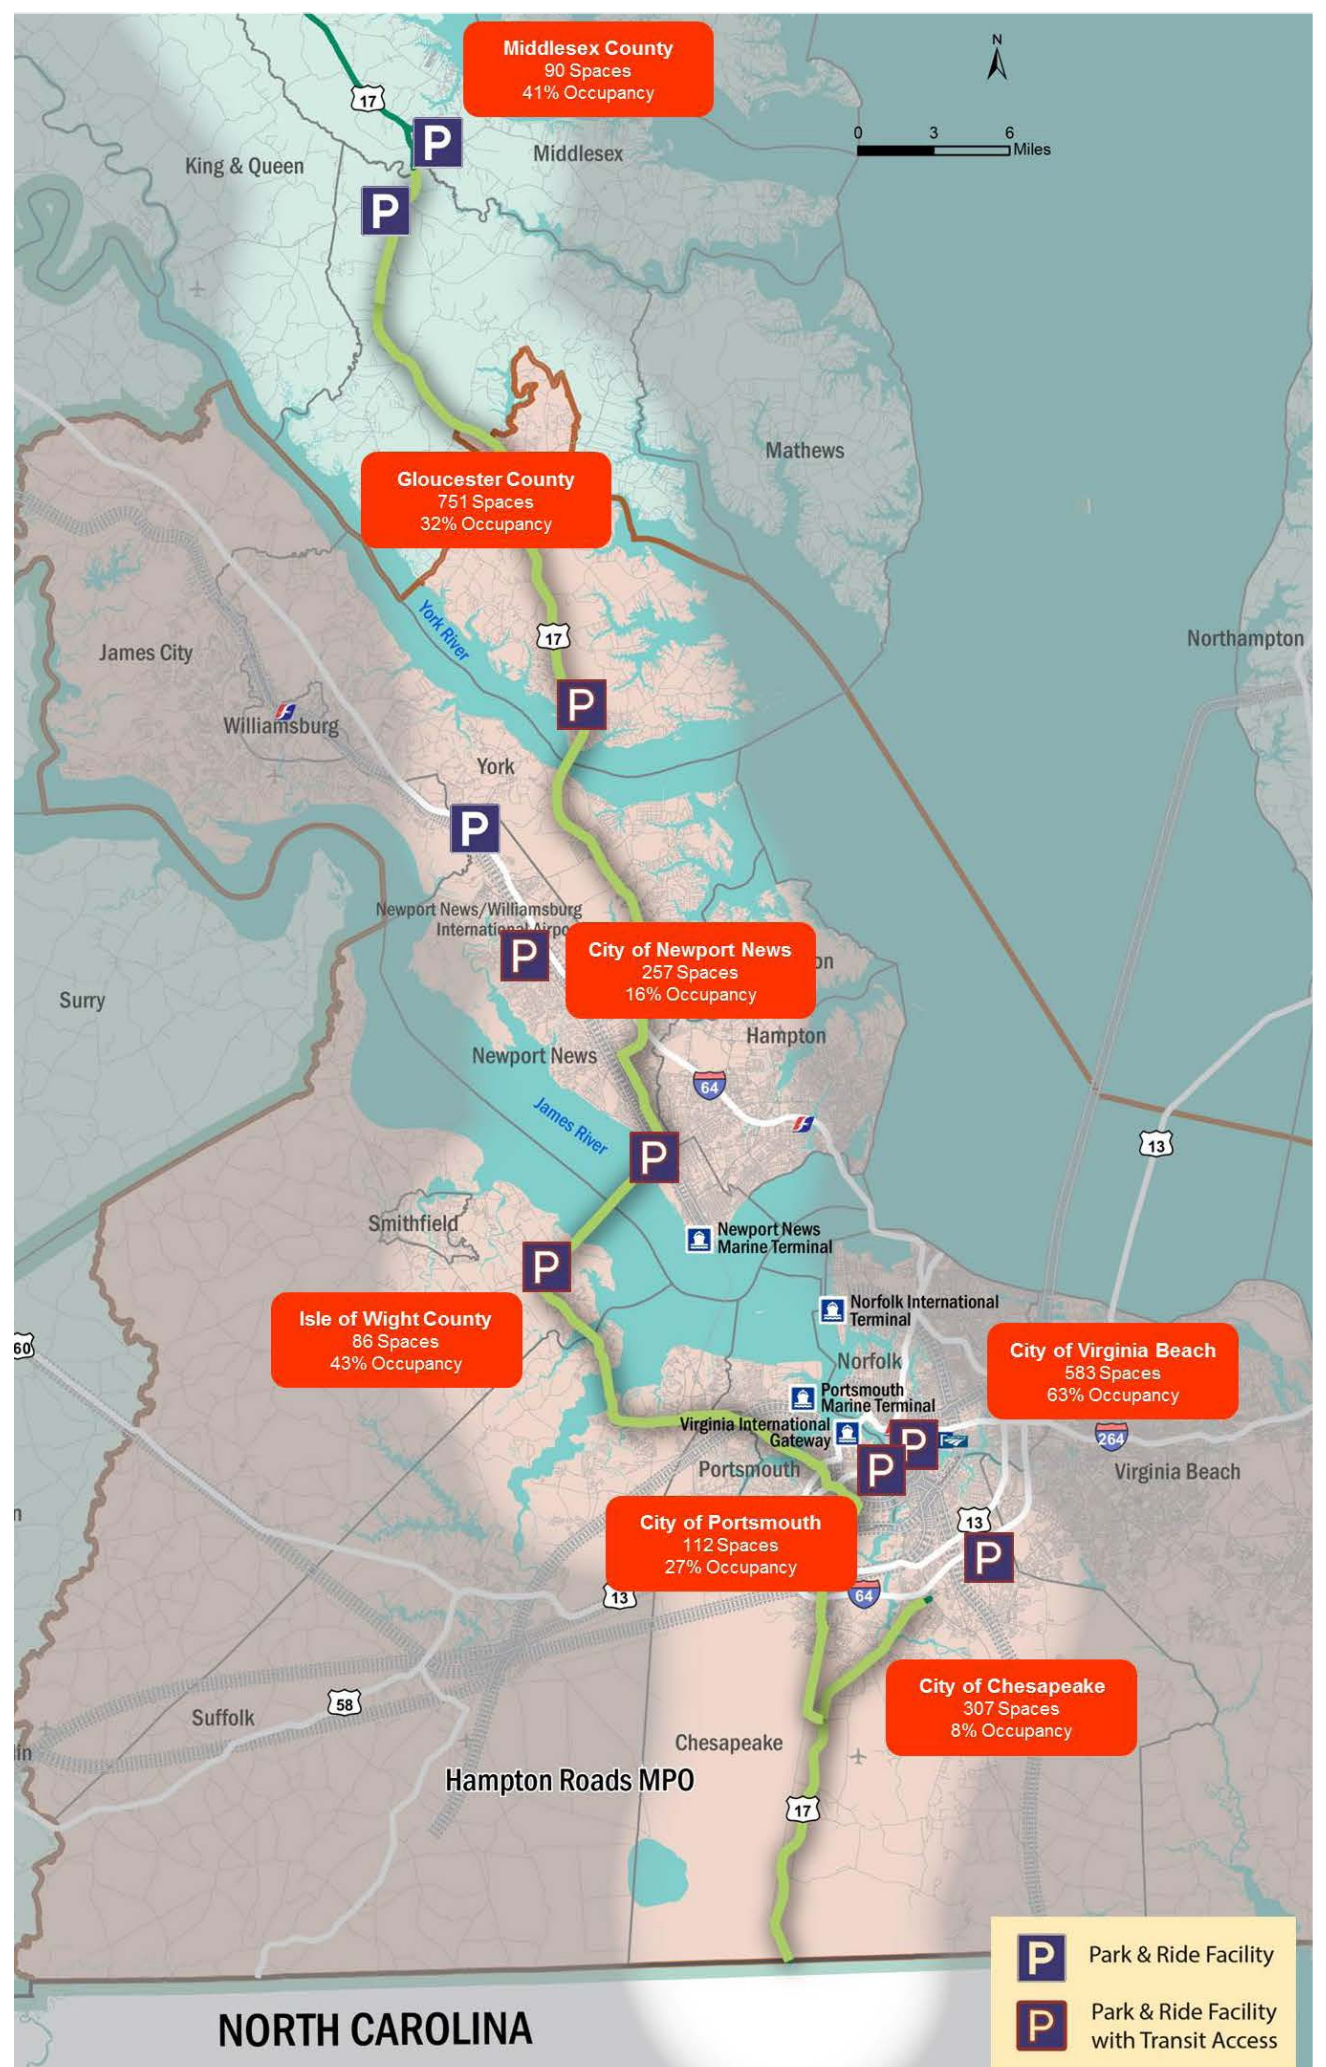 Middlesex County
90 Spaces
41% Occupancy
N
0 3 6
Miles
17
P
King & Queen
Middlesex
P
Mathews
Gloucester County
751 Spaces
32% Occupancy
York River
17
Northampton
James City
P
Williamsburg
York
P
Newport News/Williamsburg
International Airpo
P
City of Newport News
257 Spaces
16% Occupancy
on
Surry
Hampton
Newport News
64
James River
13
P
Smithfield
Newport News
Marine Terminal
P
Isle of Wight County
86 Spaces
43% Occupancy
Norfolk International
Terminal
60
Norfolk
City of Virginia Beach
583 Spaces
63% Occupancy
Portsmouth
Marine Terminal
Virginia International
Gateway
264
P
P
Portsmouth
Virginia Beach
n
City of Portsmouth
112 Spaces
27% Occupancy
13
P
13
64
City of Chesapeake
307 Spaces
8% Occupancy
58
Suffolk
Chesapeake
lin
Hampton Roads MPO
17
P Park & Ride Facility
P Park & Ride Facility
with Transit Access
NORTH CAROLINA